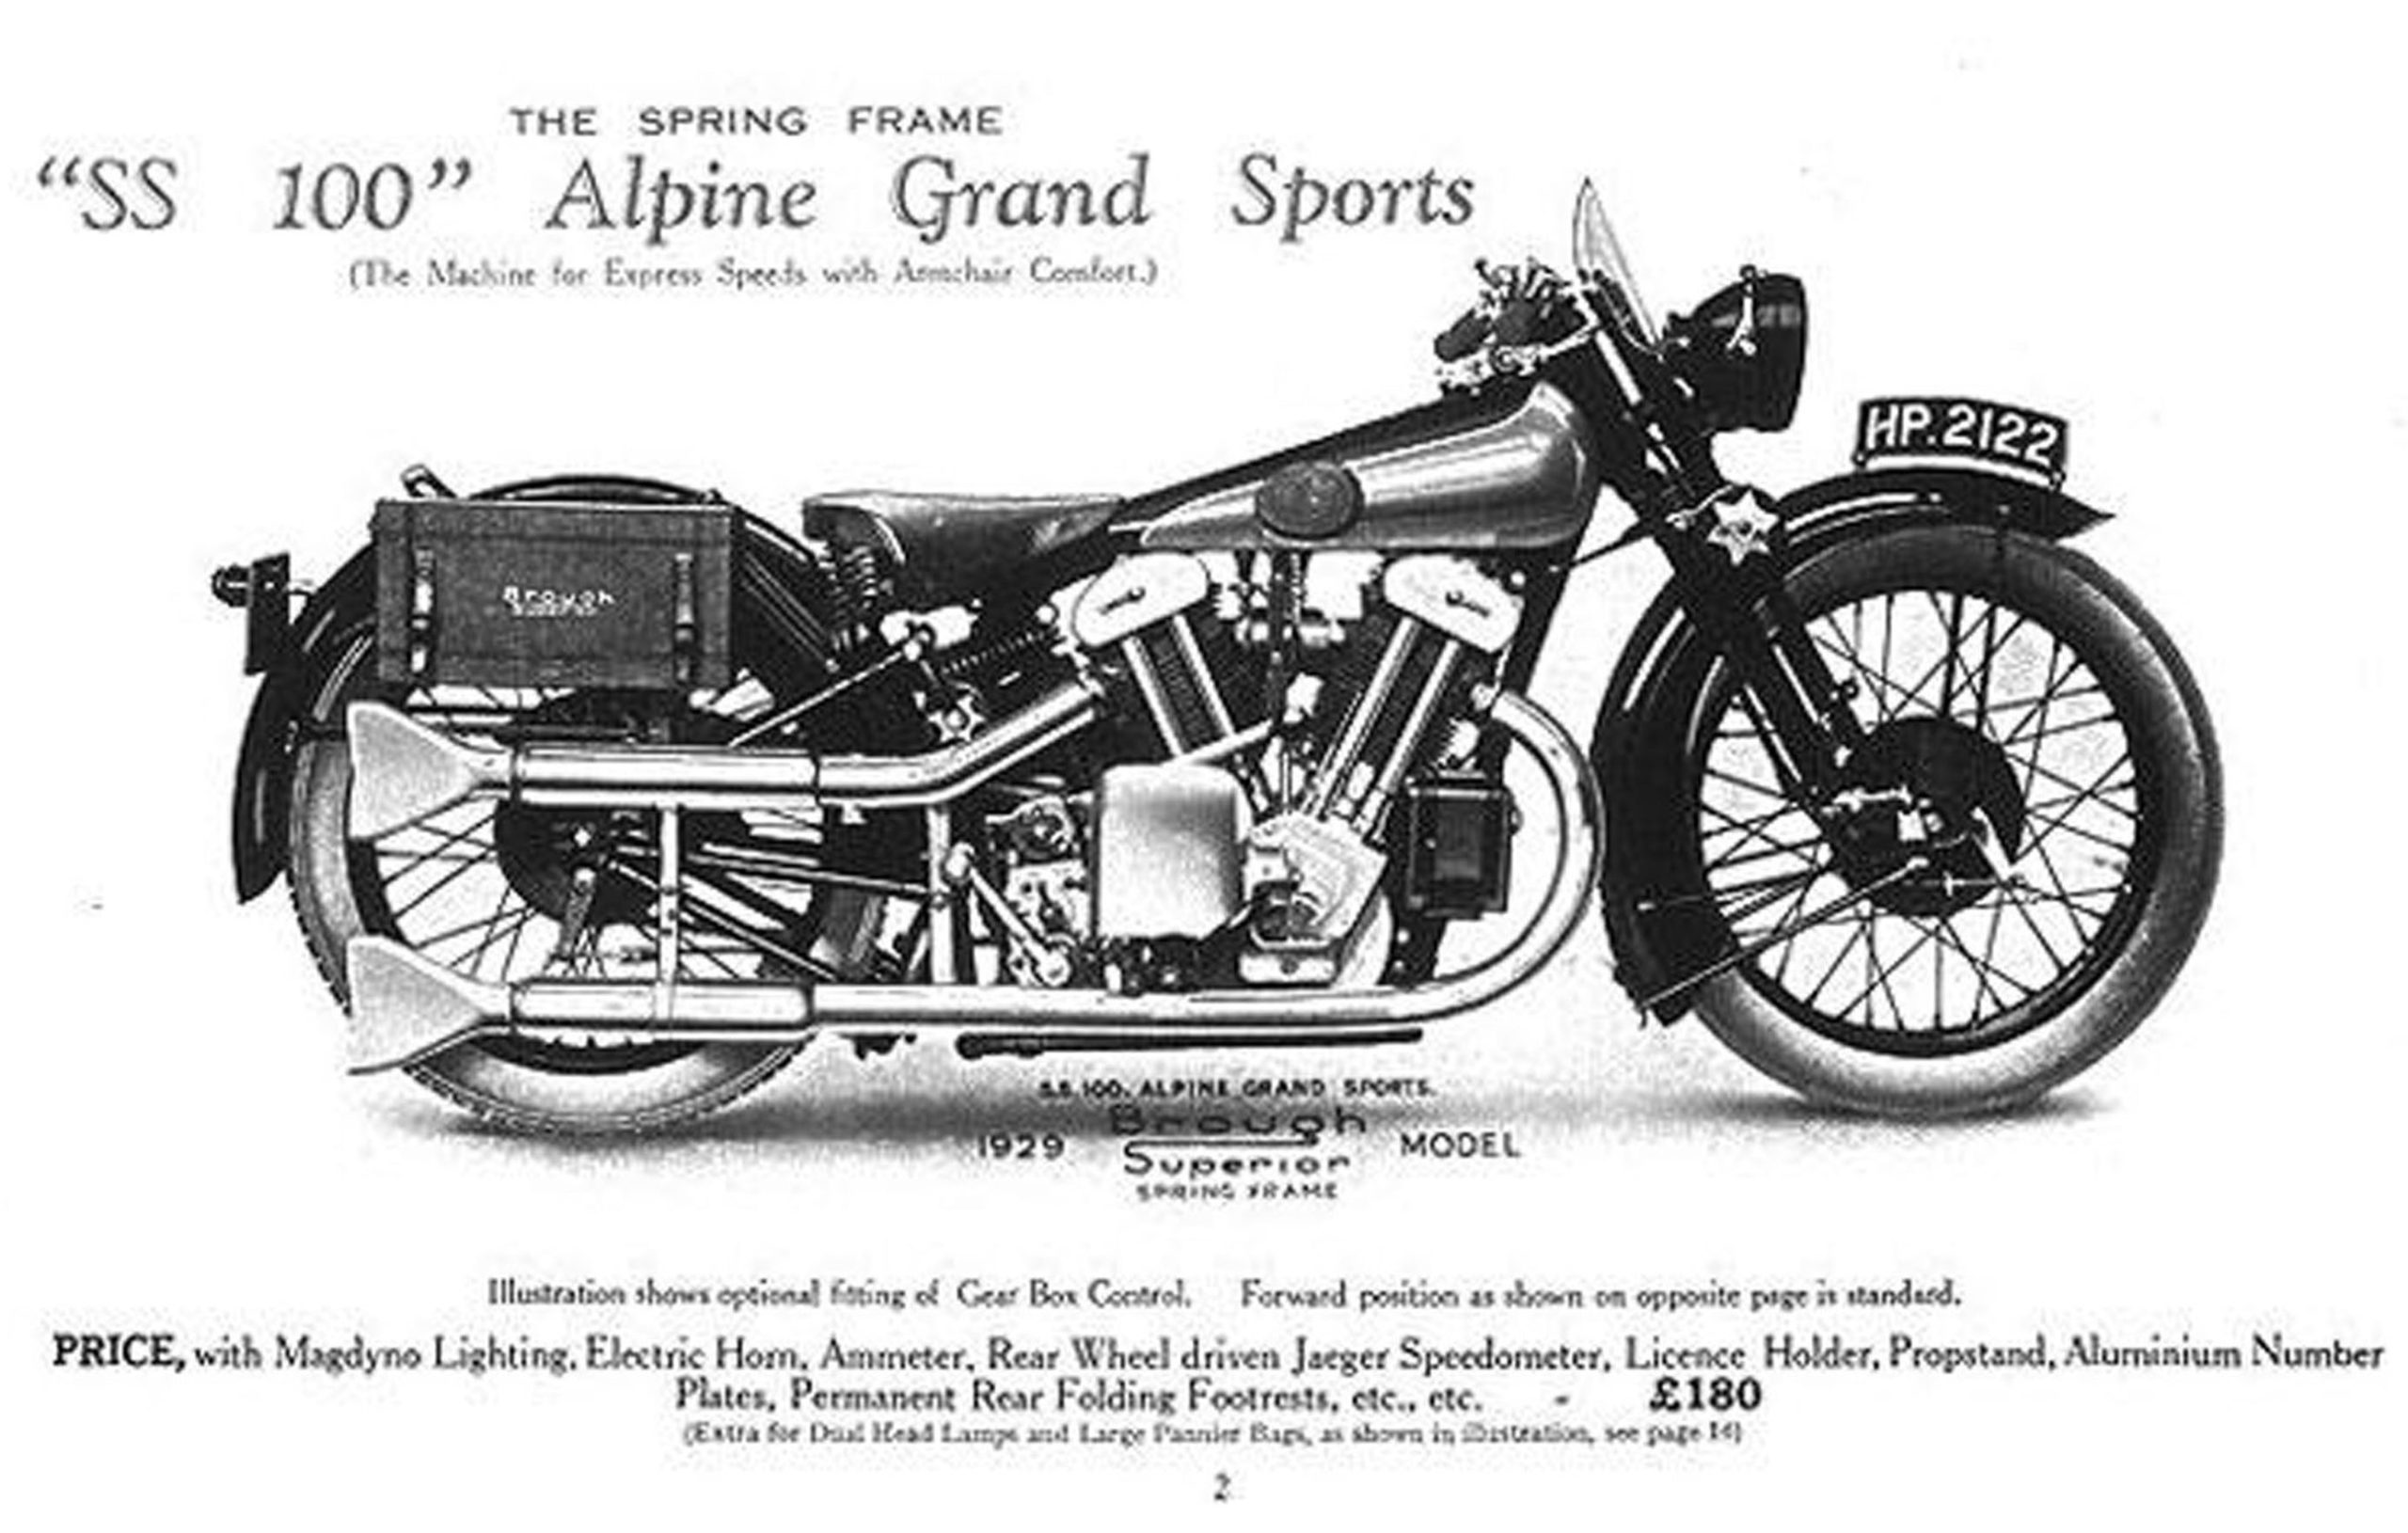 THE SPRING FRAME
“SS 100” Alpine Grand Sports
(The Machine for Express Speeds with Armchair Comfort.)
HP.2122
Brough
S.S.100. ALPINE GRAND SPORTS.
1929 Brough Superior MODEL
SPRING FRAME
Illustration shows optional fitting of Gear Box Control. Forward position as shown on opposite page is standard.
PRICE, with Magdyno Lighting, Electric Horn, Ammeter, Rear Wheel driven Jaeger Speedometer, Licence Holder, Propstand, Aluminium Number
Plates, Permanent Rear Folding Footrests, etc., etc. - £180
(Extra for Dual Head Lamps and Large Pannier Bags, as shown in illustration, see page
2